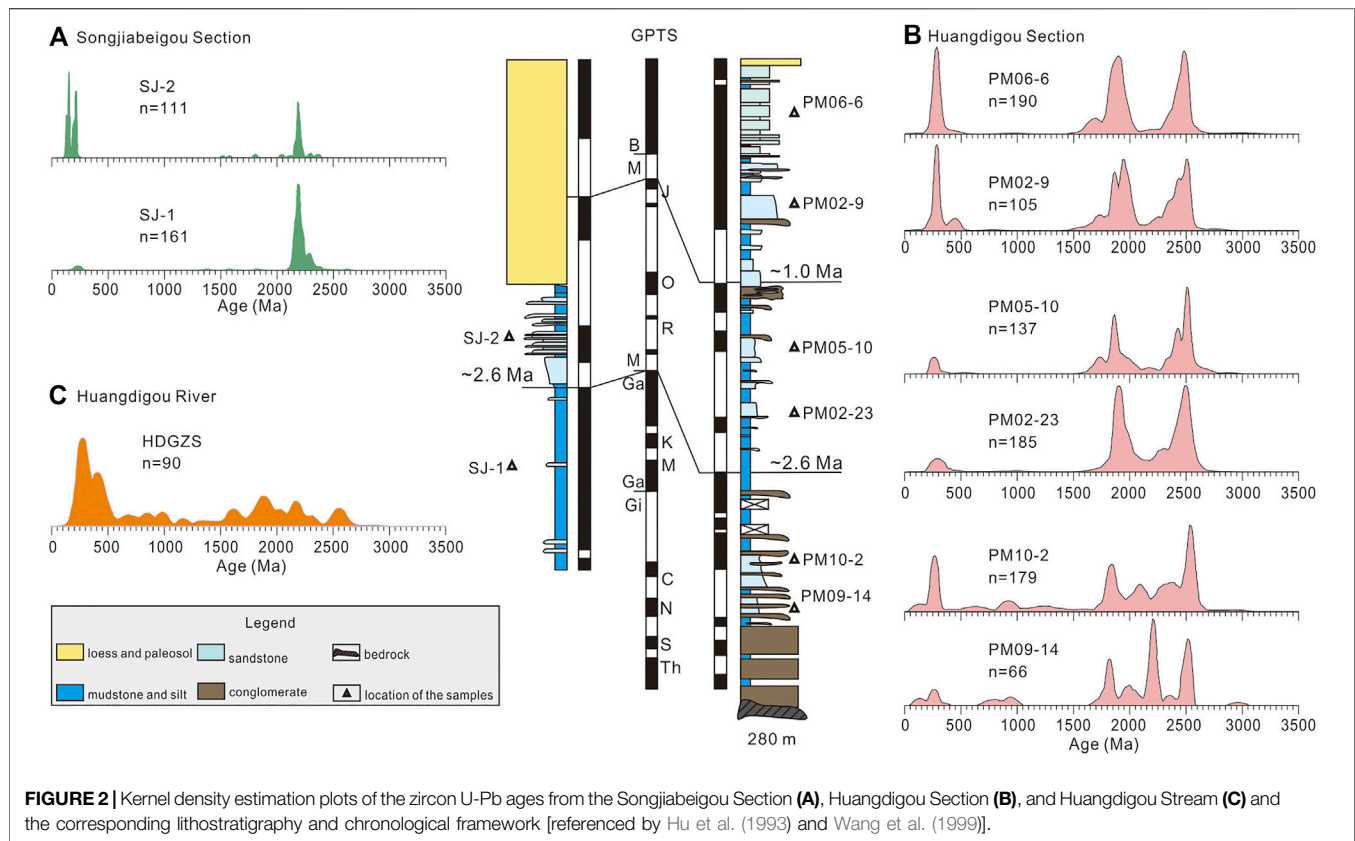 A Songjiabeigou Section
SJ-2
n=111
SJ-1
n=161
0 500 1000 1500 2000 2500 3000 3500
Age (Ma)
C Huangdigou River
HDGZS
n=90
0 500 1000 1500 2000 2500 3000 3500
Age (Ma)
Legend
loess and paleosol
sandstone
bedrock
mudstone and silt
conglomerate
location of the samples
GPTS
SJ-2
~2.6 Ma
SJ-1
B
M
J
O
R
M
Ga
K
M
Ga
Gi
C
N
S
Th
PM06-6
PM02-9
~1.0 Ma
PM05-10
PM02-23
~2.6 Ma
PM10-2
PM09-14
280 m
B Huangdigou Section
PM06-6
n=190
PM02-9
n=105
0 500 1000 1500 2000 2500 3000 3500
PM05-10
n=137
PM02-23
n=185
0 500 1000 1500 2000 2500 3000 3500
PM10-2
n=179
PM09-14
n=66
0 500 1000 1500 2000 2500 3000 3500
Age (Ma)
FIGURE 2 | Kernel density estimation plots of the zircon U-Pb ages from the Songjiabeigou Section (A), Huangdigou Section (B), and Huangdigou Stream (C) and
the corresponding lithostratigraphy and chronological framework [referenced by Hu et al. (1993) and Wang et al. (1999)].